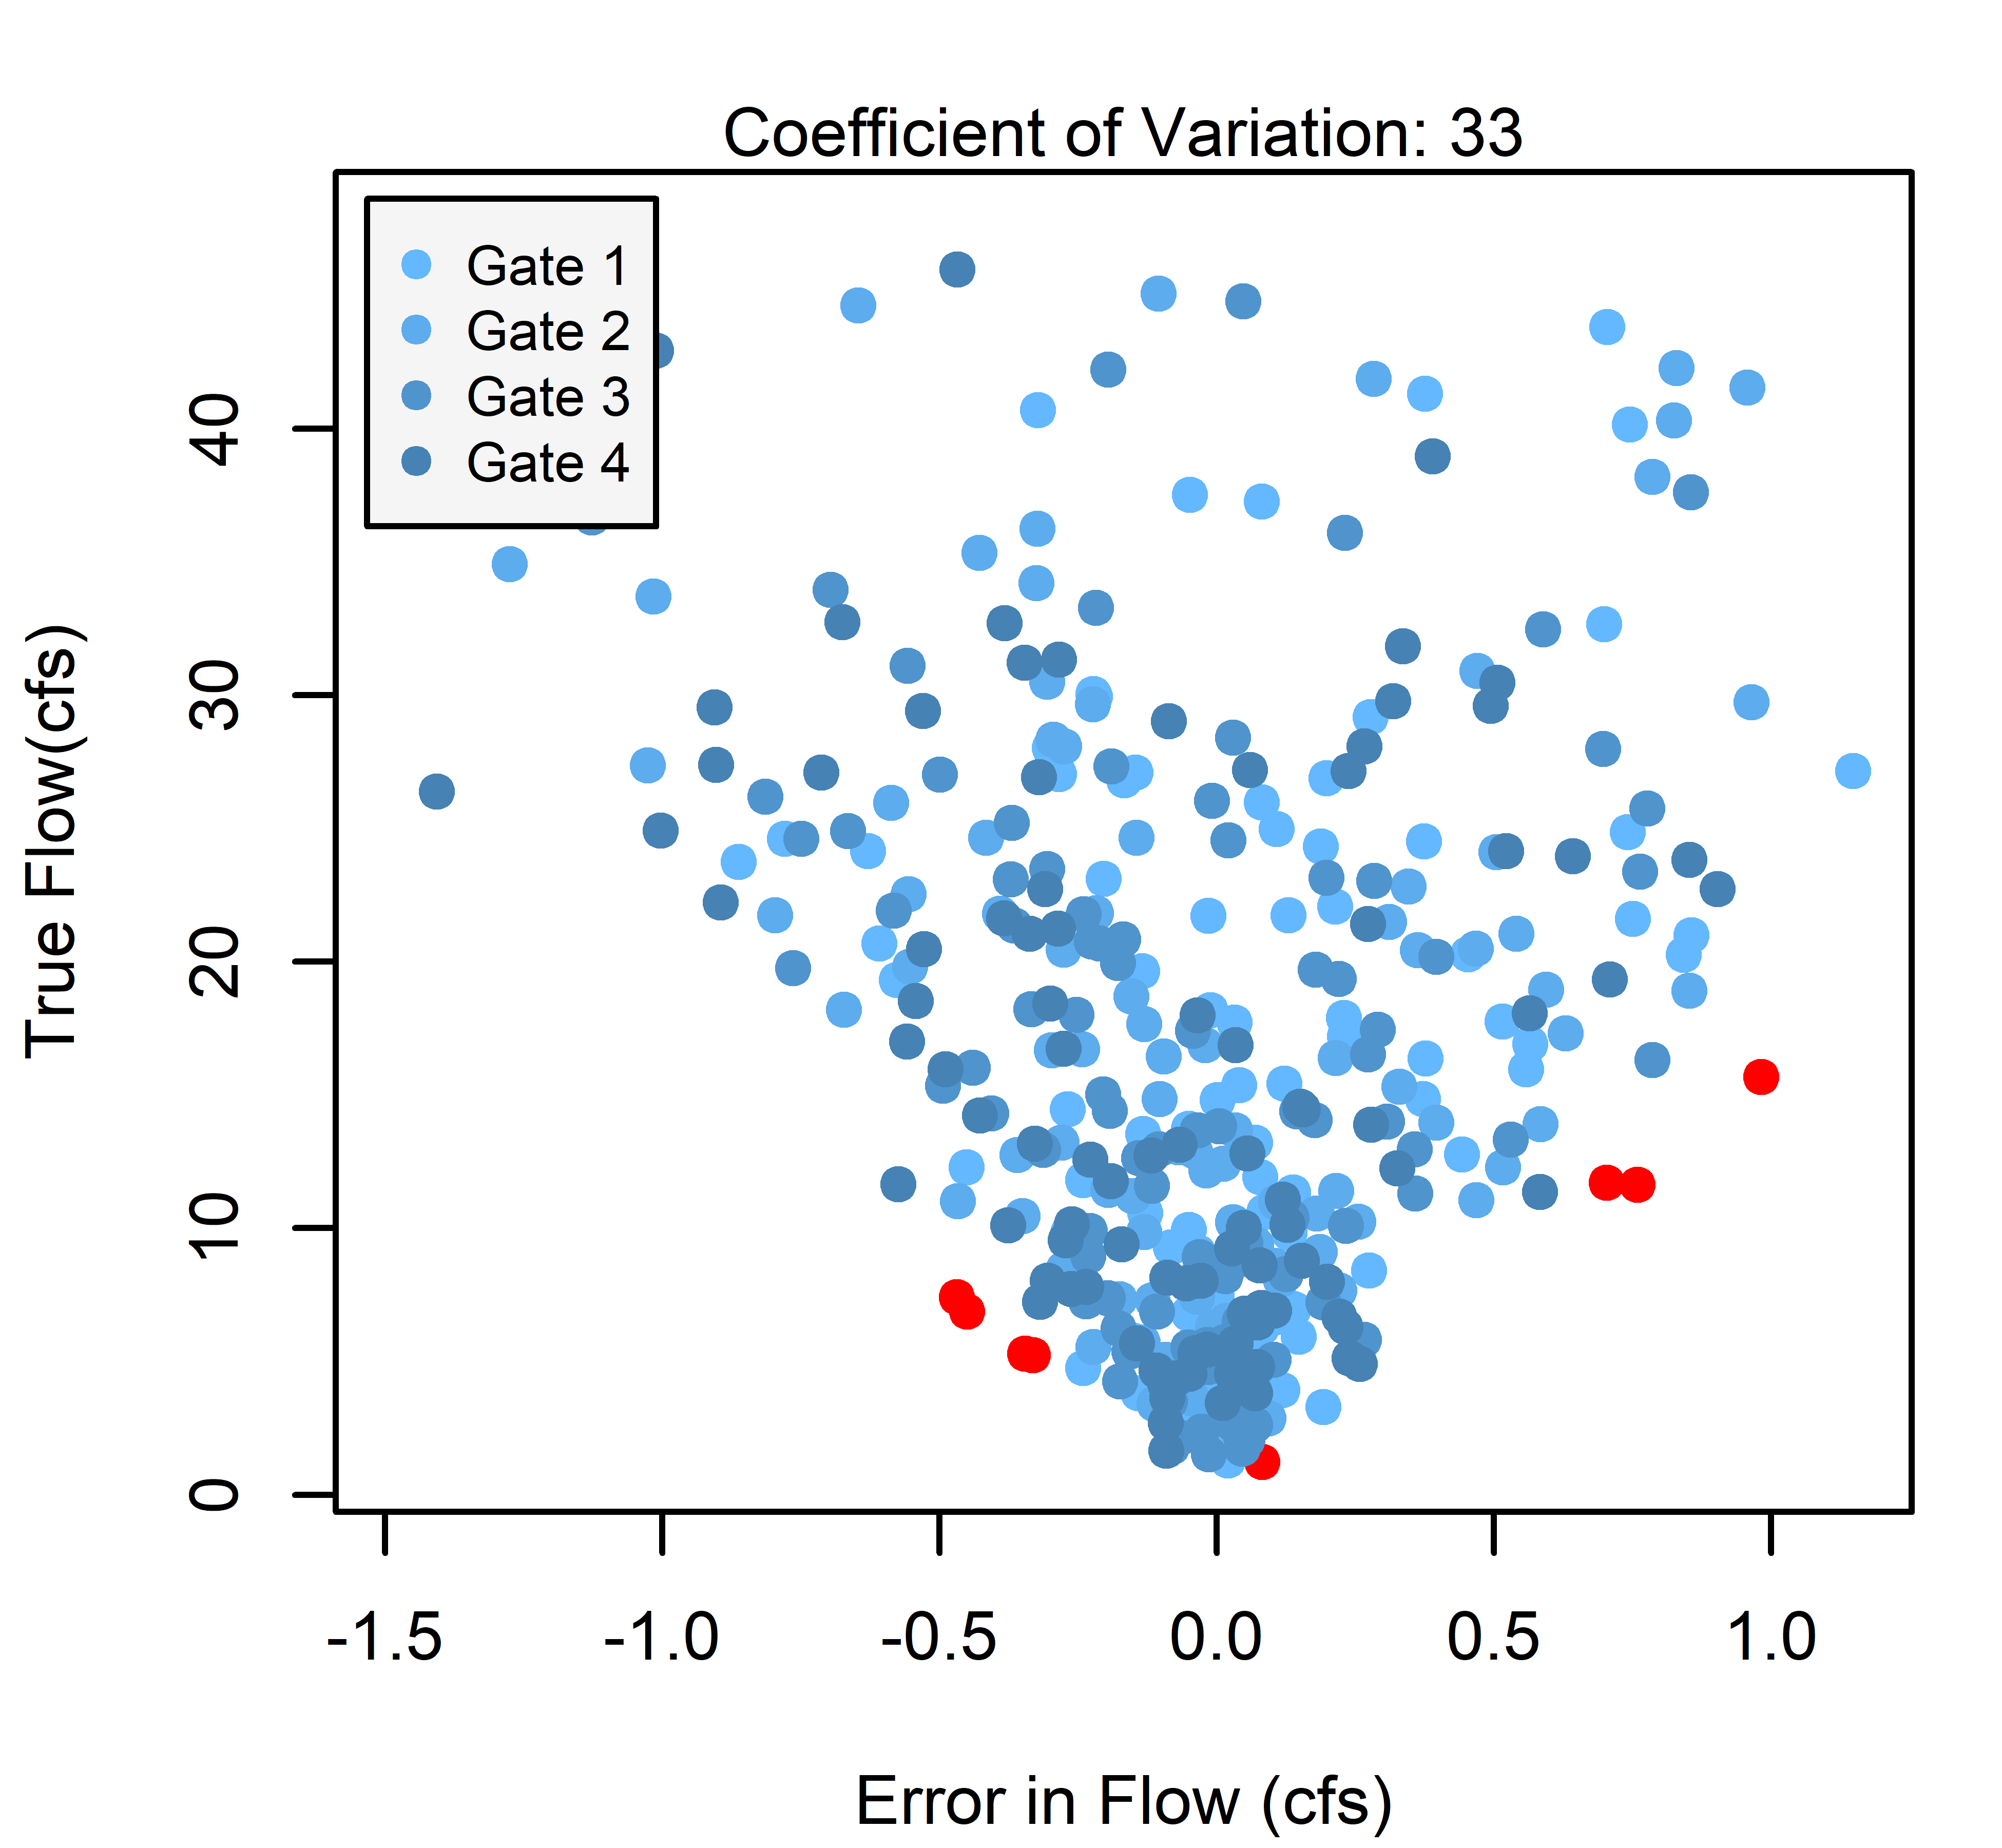 Coefficient of Variation: 33
Gate 1
Gate 2
Gate 3
Gate 4
True Flow(cfs)
40
30
20
10
0
-1.5 -1.0 -0.5 0.0 0.5 1.0
Error in Flow (cfs)